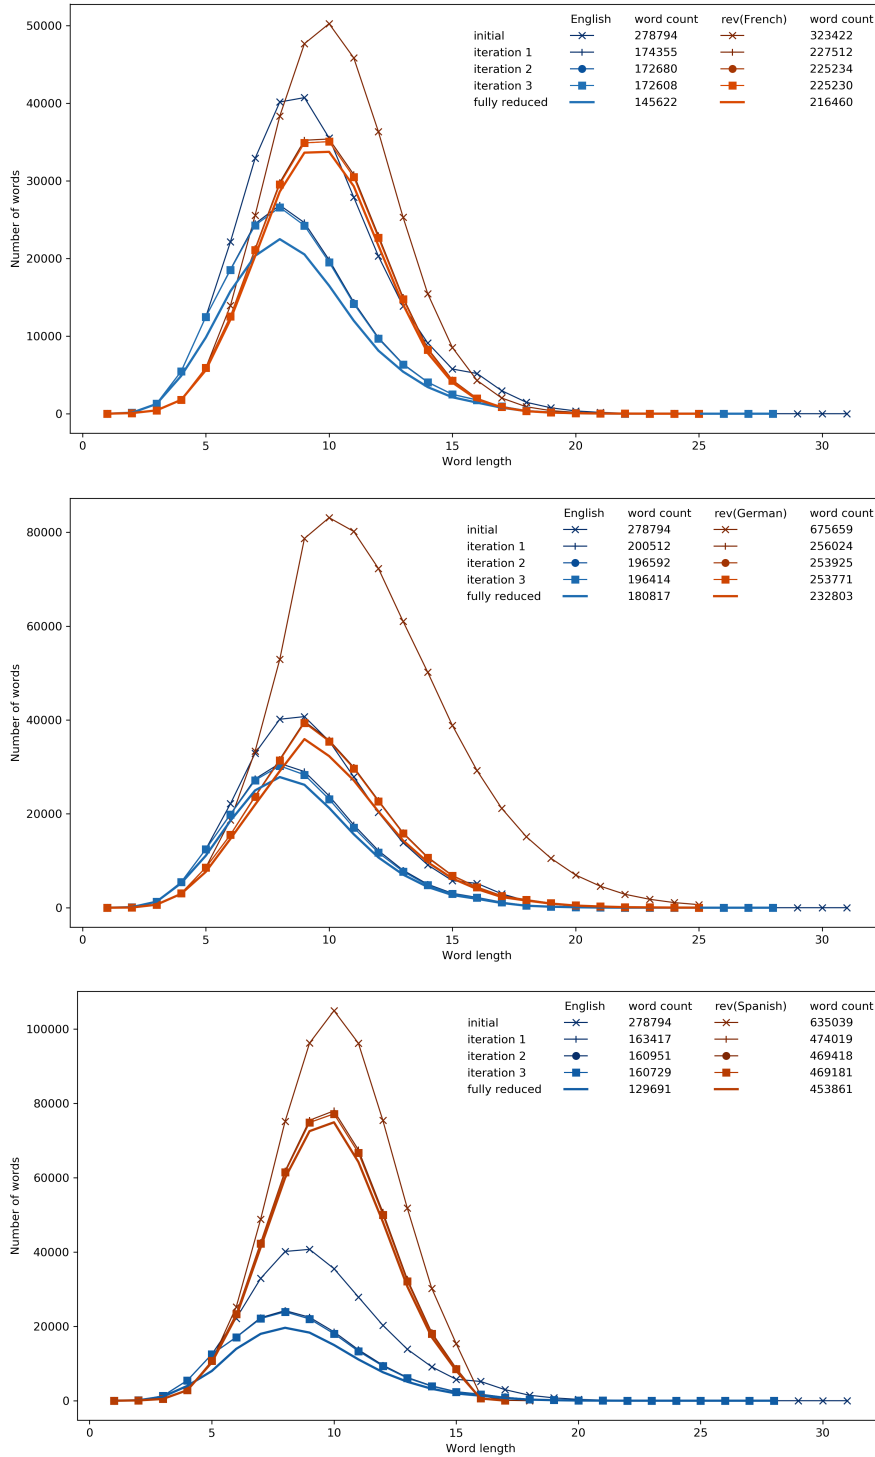 English word count rev(French) word count
initial 278794 323422
iteration 1 174355 227512
iteration 2 172680 225234
iteration 3 172608 225230
fully reduced 145622 216460
50000
40000
30000
20000
10000
0
Number of words
0 5 10 15 20 25 30
Word length
English word count rev(German) word count
initial 278794 675659
iteration 1 200512 256024
iteration 2 196592 253925
iteration 3 196414 253771
fully reduced 180817 232803
80000
60000
40000
20000
0
Number of words
0 5 10 15 20 25 30
Word length
English word count rev(Spanish) word count
initial 278794 635039
iteration 1 163417 474019
iteration 2 160951 469418
iteration 3 160729 469181
fully reduced 129691 453861
100000
80000
60000
40000
20000
0
Number of words
0 5 10 15 20 25 30
Word length